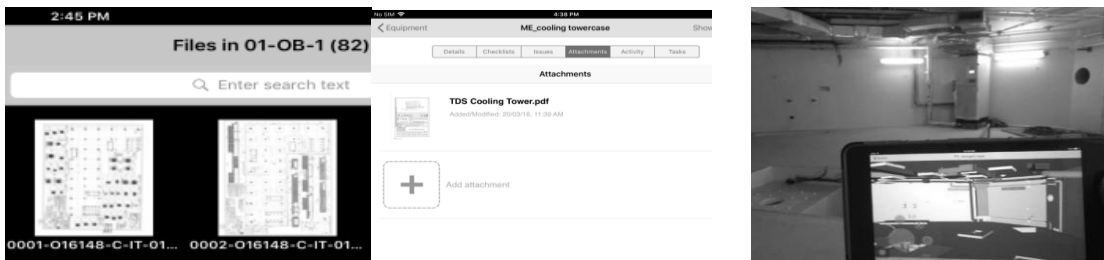 2:45 PM
Files in 01-OB-1 (82)
Enter search text
0001-O16148-C-IT-01... 0002-O16148-C-IT-01...
No SIM 4:38 PM
Equipment ME_cooling towercase Show
Details Checklists Issues Attachments Activity Tasks
Attachments
TDS Cooling Tower.pdf
Added/Modified: 20/03/18, 11:39 AM
Add attachment